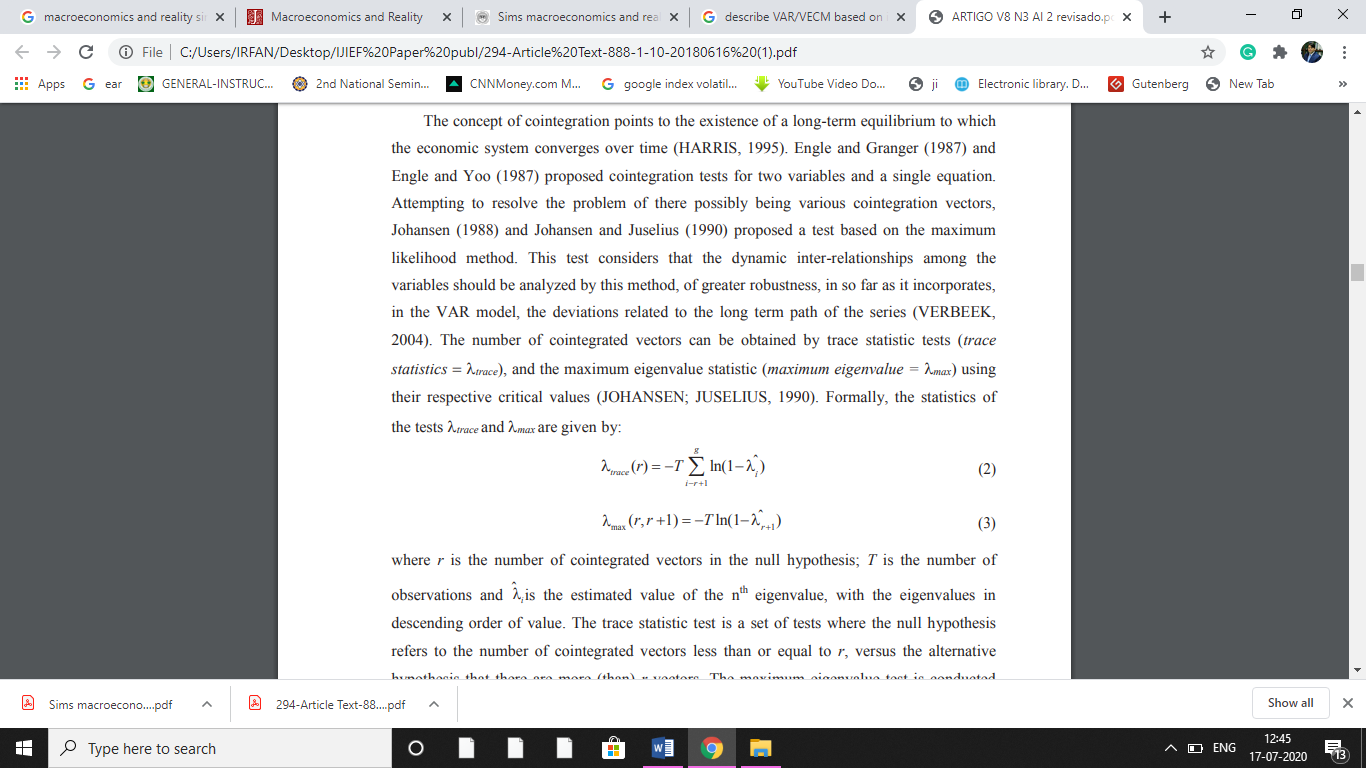 macroeconomics and reality si
Macroeconomics and Reality
Sims macroeconomics and rea
describe VAR/VECM based on
ARTIGO V8 N3 AI 2 revisado.p
File | C:/Users/IRFAN/Desktop/IJIEF%20Paper%20publ/294-Article%20Text-888-1-10-20180616%20(1).pdf
Apps
ear
GENERAL-INSTRUC...
2nd National Semin...
CNNMoney.com M...
google index volatil...
YouTube Video Do...
ji
Electronic library. D...
Gutenberg
New Tab
»
The concept of cointegration points to the existence of a long-term equilibrium to which
the economic system converges over time (HARRIS, 1995). Engle and Granger (1987) and
Engle and Yoo (1987) proposed cointegration tests for two variables and a single equation.
Attempting to resolve the problem of there possibly being various cointegration vectors,
Johansen (1988) and Johansen and Juselius (1990) proposed a test based on the maximum
likelihood method. This test considers that the dynamic inter-relationships among the
variables should be analyzed by this method, of greater robustness, in so far as it incorporates,
in the VAR model, the deviations related to the long term path of the series (VERBEEK,
2004). The number of cointegrated vectors can be obtained by trace statistic tests (trace
statistics = λtrace), and the maximum eigenvalue statistic (maximum eigenvalue = λmax) using
their respective critical values (JOHANSEN; JUSELIUS, 1990). Formally, the statistics of
the tests λtrace and λmax are given by:
λtrace (r) = −T ∑ g i−r+1 ln(1−λ̂i) (2)
λmax (r, r +1) = −T ln(1−λ̂r+1) (3)
where r is the number of cointegrated vectors in the null hypothesis; T is the number of
observations and λ̂i is the estimated value of the nth eigenvalue, with the eigenvalues in
descending order of value. The trace statistic test is a set of tests where the null hypothesis
refers to the number of cointegrated vectors less than or equal to r, versus the alternative
hypothesis that there are more (than) r vectors. The maximum eigenvalue test is conducted
Sims macroecono....pdf
294-Article Text-88....pdf
Show all
Type here to search
ENG
12:45
17-07-2020
13